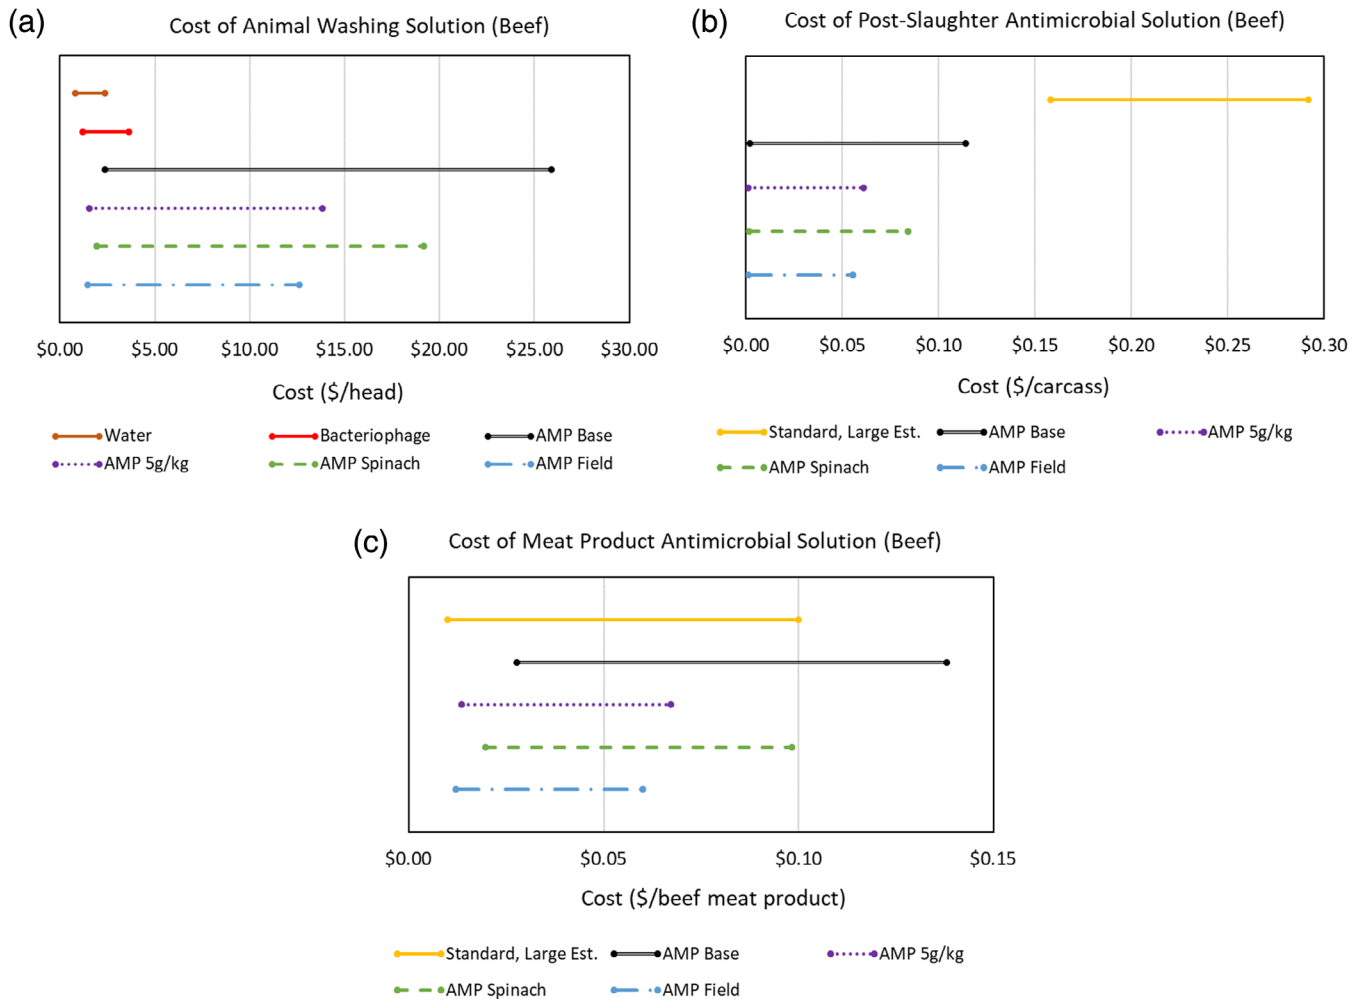 (a)
Cost of Animal Washing Solution (Beef)
$0.00 $5.00 $10.00 $15.00 $20.00 $25.00 $30.00
Cost ($/head)
Water Bacteriophage AMP Base
AMP 5g/kg AMP Spinach AMP Field
(b)
Cost of Post-Slaughter Antimicrobial Solution (Beef)
$0.00 $0.05 $0.10 $0.15 $0.20 $0.25 $0.30
Cost ($/carcass)
Standard, Large Est. AMP Base AMP 5g/kg
AMP Spinach AMP Field
(c)
Cost of Meat Product Antimicrobial Solution (Beef)
$0.00 $0.05 $0.10 $0.15
Cost ($/beef meat product)
Standard, Large Est. AMP Base AMP 5g/kg
AMP Spinach AMP Field